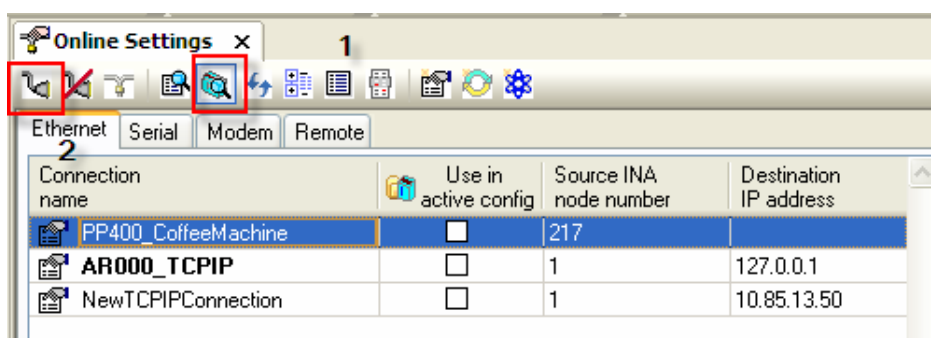 Online Settings x
1
Ethernet Serial Modem Remote
2
Connection name
Use in active config
Source INA node number
Destination IP address
PP400_CoffeeMachine 217
AR000_TCPIP 1 127.0.0.1
NewTCPIPConnection 1 10.85.13.50